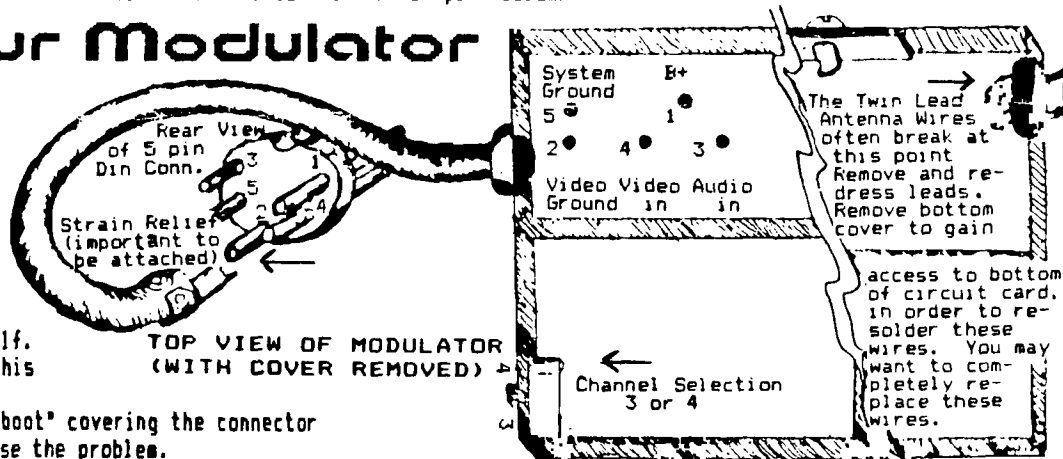 ur Modulator
Rear View
of 5 pin
Din Conn.
3
1
5
2
4
Strain Relief
(important to
be attached)
lf.
his
TOP VIEW OF MODULATOR
(WITH COVER REMOVED)
boot" covering the connector
se the problem.
System
Ground
B+
5
1
2
4
3
Video Video Audio
Ground in in
4
3
Channel Selection
3 or 4
The Twin Lead
Antenna Wires
often break at
this point
Remove and re-
dress leads.
Remove bottom
cover to gain
access to bottom
of circuit card.
in order to re-
solder these
wires. You may
want to com-
pletely re-
place these
wires.